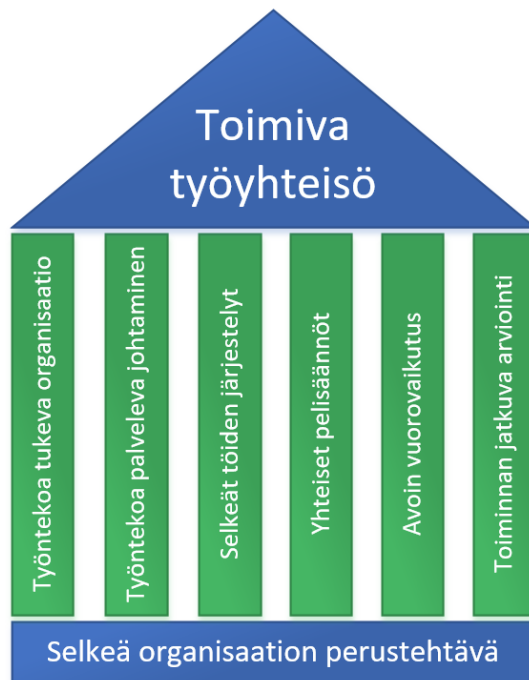 Toimiva
työyhteisö
Työntekoa tukeva organisaatio
Työntekoa palveleva johtaminen
Selkeät töiden järjestelyt
Yhteiset pelisäännöt
Avoin vuorovaikutus
Toiminnan jatkuva arviointi
Selkeä organisaation perustehtävä